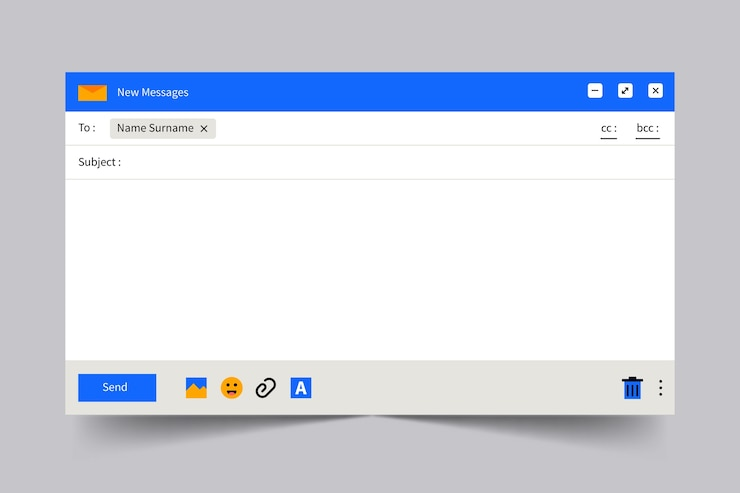 New Messages
To : Name Surname cc : bcc :
Subject :
Send A